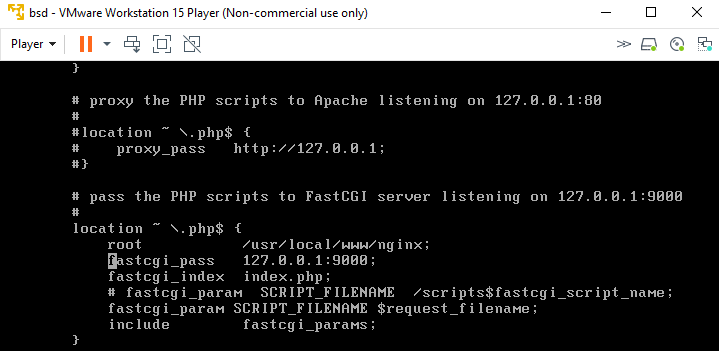 bsd - VMware Workstation 15 Player (Non-commercial use only)
Player
}
# proxy the PHP scripts to Apache listening on 127.0.0.1:80
#
#location ~ \.php$ {
#    proxy_pass   http://127.0.0.1;
#}
# pass the PHP scripts to FastCGI server listening on 127.0.0.1:9000
#
location ~ \.php$ {
    root           /usr/local/www/nginx;
    fastcgi_pass   127.0.0.1:9000;
    fastcgi_index  index.php;
    # fastcgi_param  SCRIPT_FILENAME  /scripts$fastcgi_script_name;
    fastcgi_param SCRIPT_FILENAME $request_filename;
    include        fastcgi_params;
}